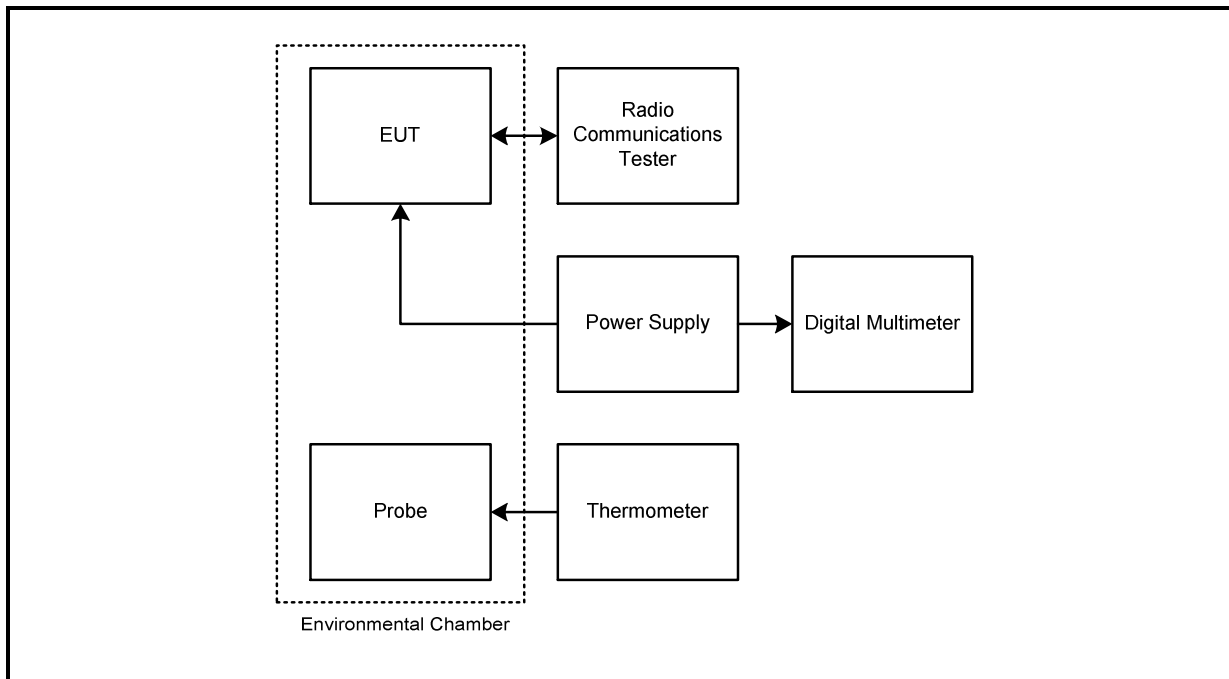 EUT
Radio
Communications
Tester
Power Supply
Digital Multimeter
Probe
Thermometer
Environmental Chamber